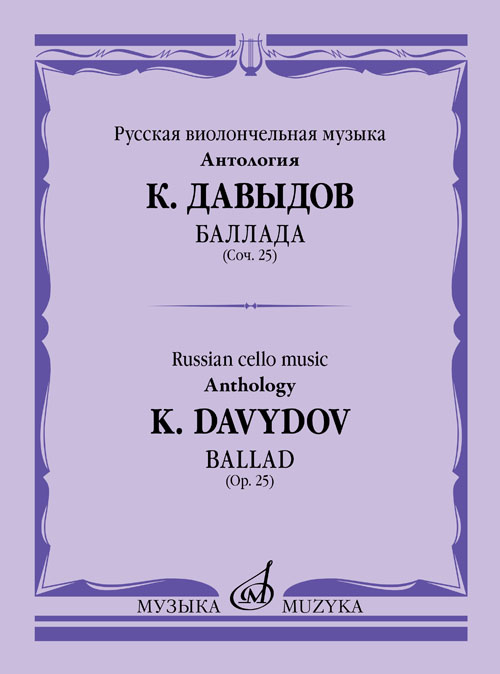 Русская виолончельная музыка
Антология
К. ДАВЫДОВ
БАЛЛАДА
(Соч. 25)
Russian cello music
Anthology
K. DAVYDOV
BALLAD
(Op. 25)
МУЗЫКА М MUZYKA